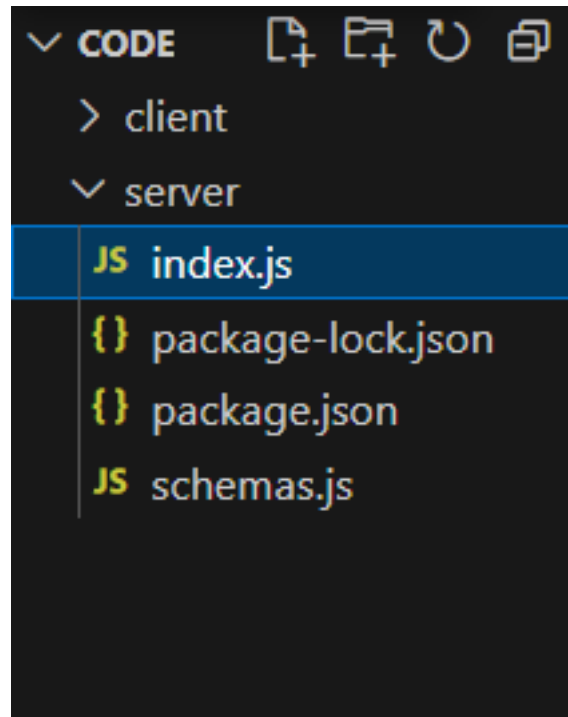 CODE
client
server
JS index.js
{} package-lock.json
{} package.json
JS schemas.js